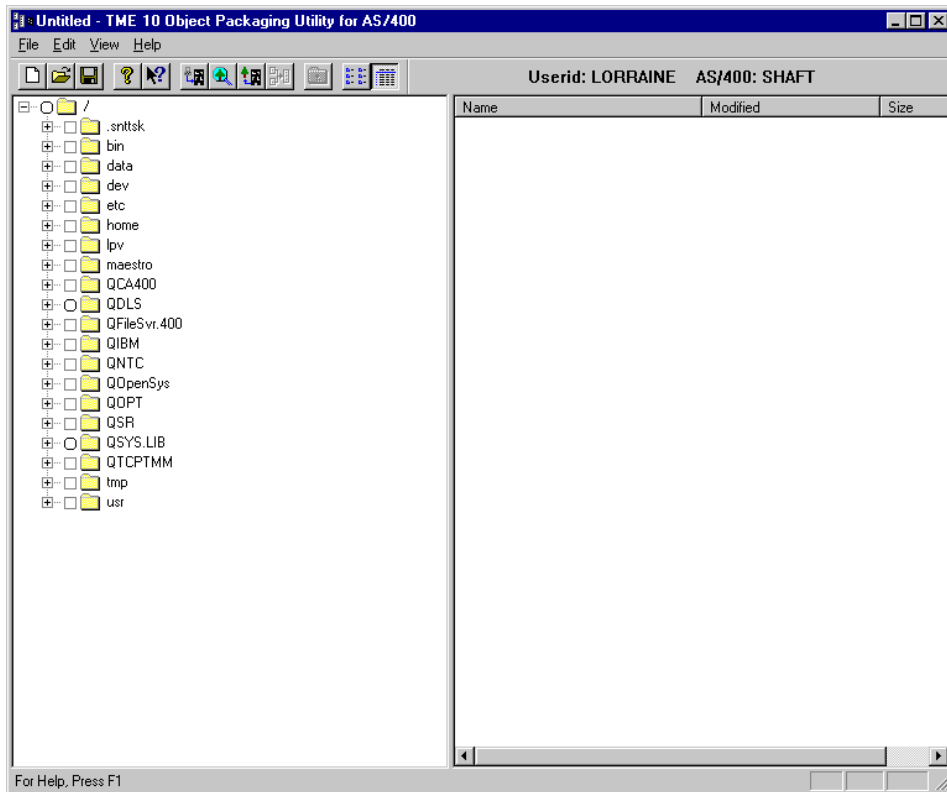 Untitled - TME 10 Object Packaging Utility for AS/400
File Edit View Help
Userid: LORRAINE AS/400: SHAFT
/
.snttsk
bin
data
dev
etc
home
lpv
maestro
QCA400
QDLS
QFileSvr.400
QIBM
QNTC
QOpenSys
QOPT
QSR
QSYS.LIB
QTCPTMM
tmp
usr
Name Modified Size
For Help, Press F1